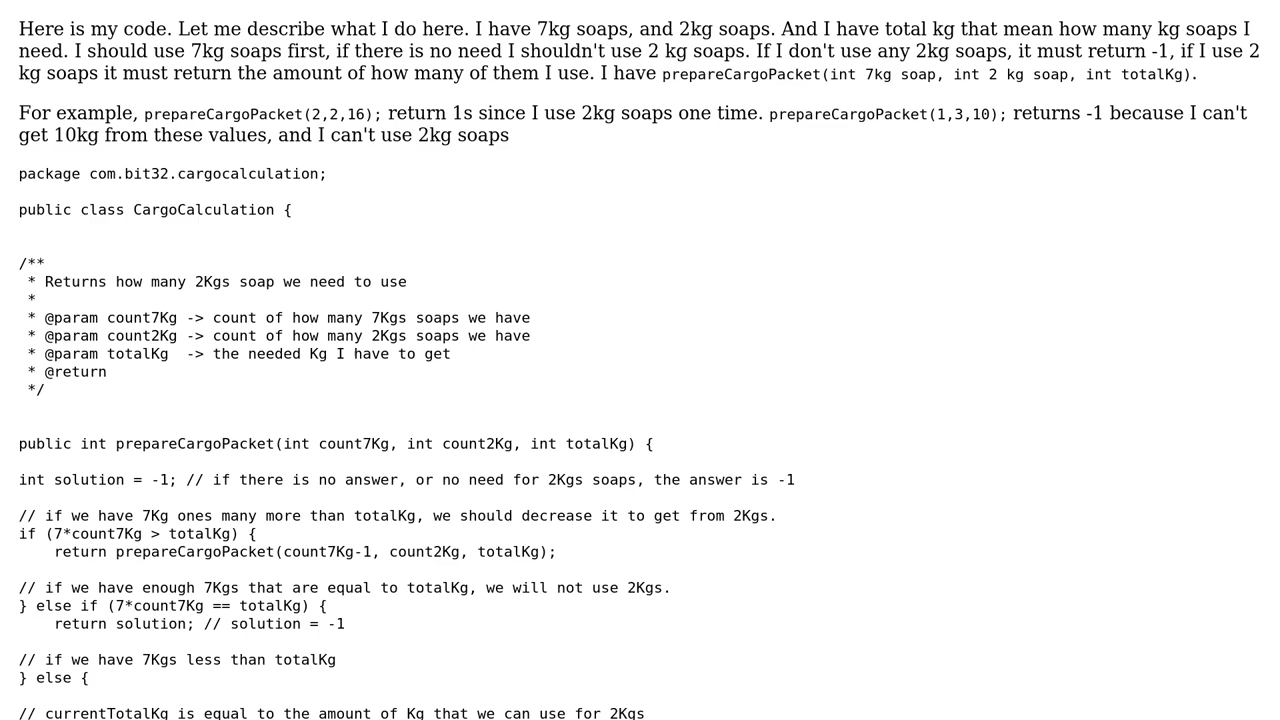 Here is my code. Let me describe what I do here. I have 7kg soaps, and 2kg soaps. And I have total kg that mean how many kg soaps I
need. I should use 7kg soaps first, if there is no need I shouldn't use 2 kg soaps. If I don't use any 2kg soaps, it must return -1, if I use 2
kg soaps it must return the amount of how many of them I use. I have prepareCargoPacket(int 7kg soap, int 2 kg soap, int totalKg).
For example, prepareCargoPacket(2,2,16); return 1s since I use 2kg soaps one time. prepareCargoPacket(1,3,10); returns -1 because I can't
get 10kg from these values, and I can't use 2kg soaps
package com.bit32.cargocalculation;
public class CargoCalculation {
/**
 * Returns how many 2Kgs soap we need to use
 *
 * @param count7Kg -> count of how many 7Kgs soaps we have
 * @param count2Kg -> count of how many 2Kgs soaps we have
 * @param totalKg  -> the needed Kg I have to get
 * @return
 */
public int prepareCargoPacket(int count7Kg, int count2Kg, int totalKg) {
int solution = -1; // if there is no answer, or no need for 2Kgs soaps, the answer is -1
// if we have 7Kg ones many more than totalKg, we should decrease it to get from 2Kgs.
if (7*count7Kg > totalKg) {
    return prepareCargoPacket(count7Kg-1, count2Kg, totalKg);
// if we have enough 7Kgs that are equal to totalKg, we will not use 2Kgs.
} else if (7*count7Kg == totalKg) {
    return solution; // solution = -1
// if we have 7Kgs less than totalKg
} else {
// currentTotalKg is equal to the amount of Kg that we can use for 2Kgs